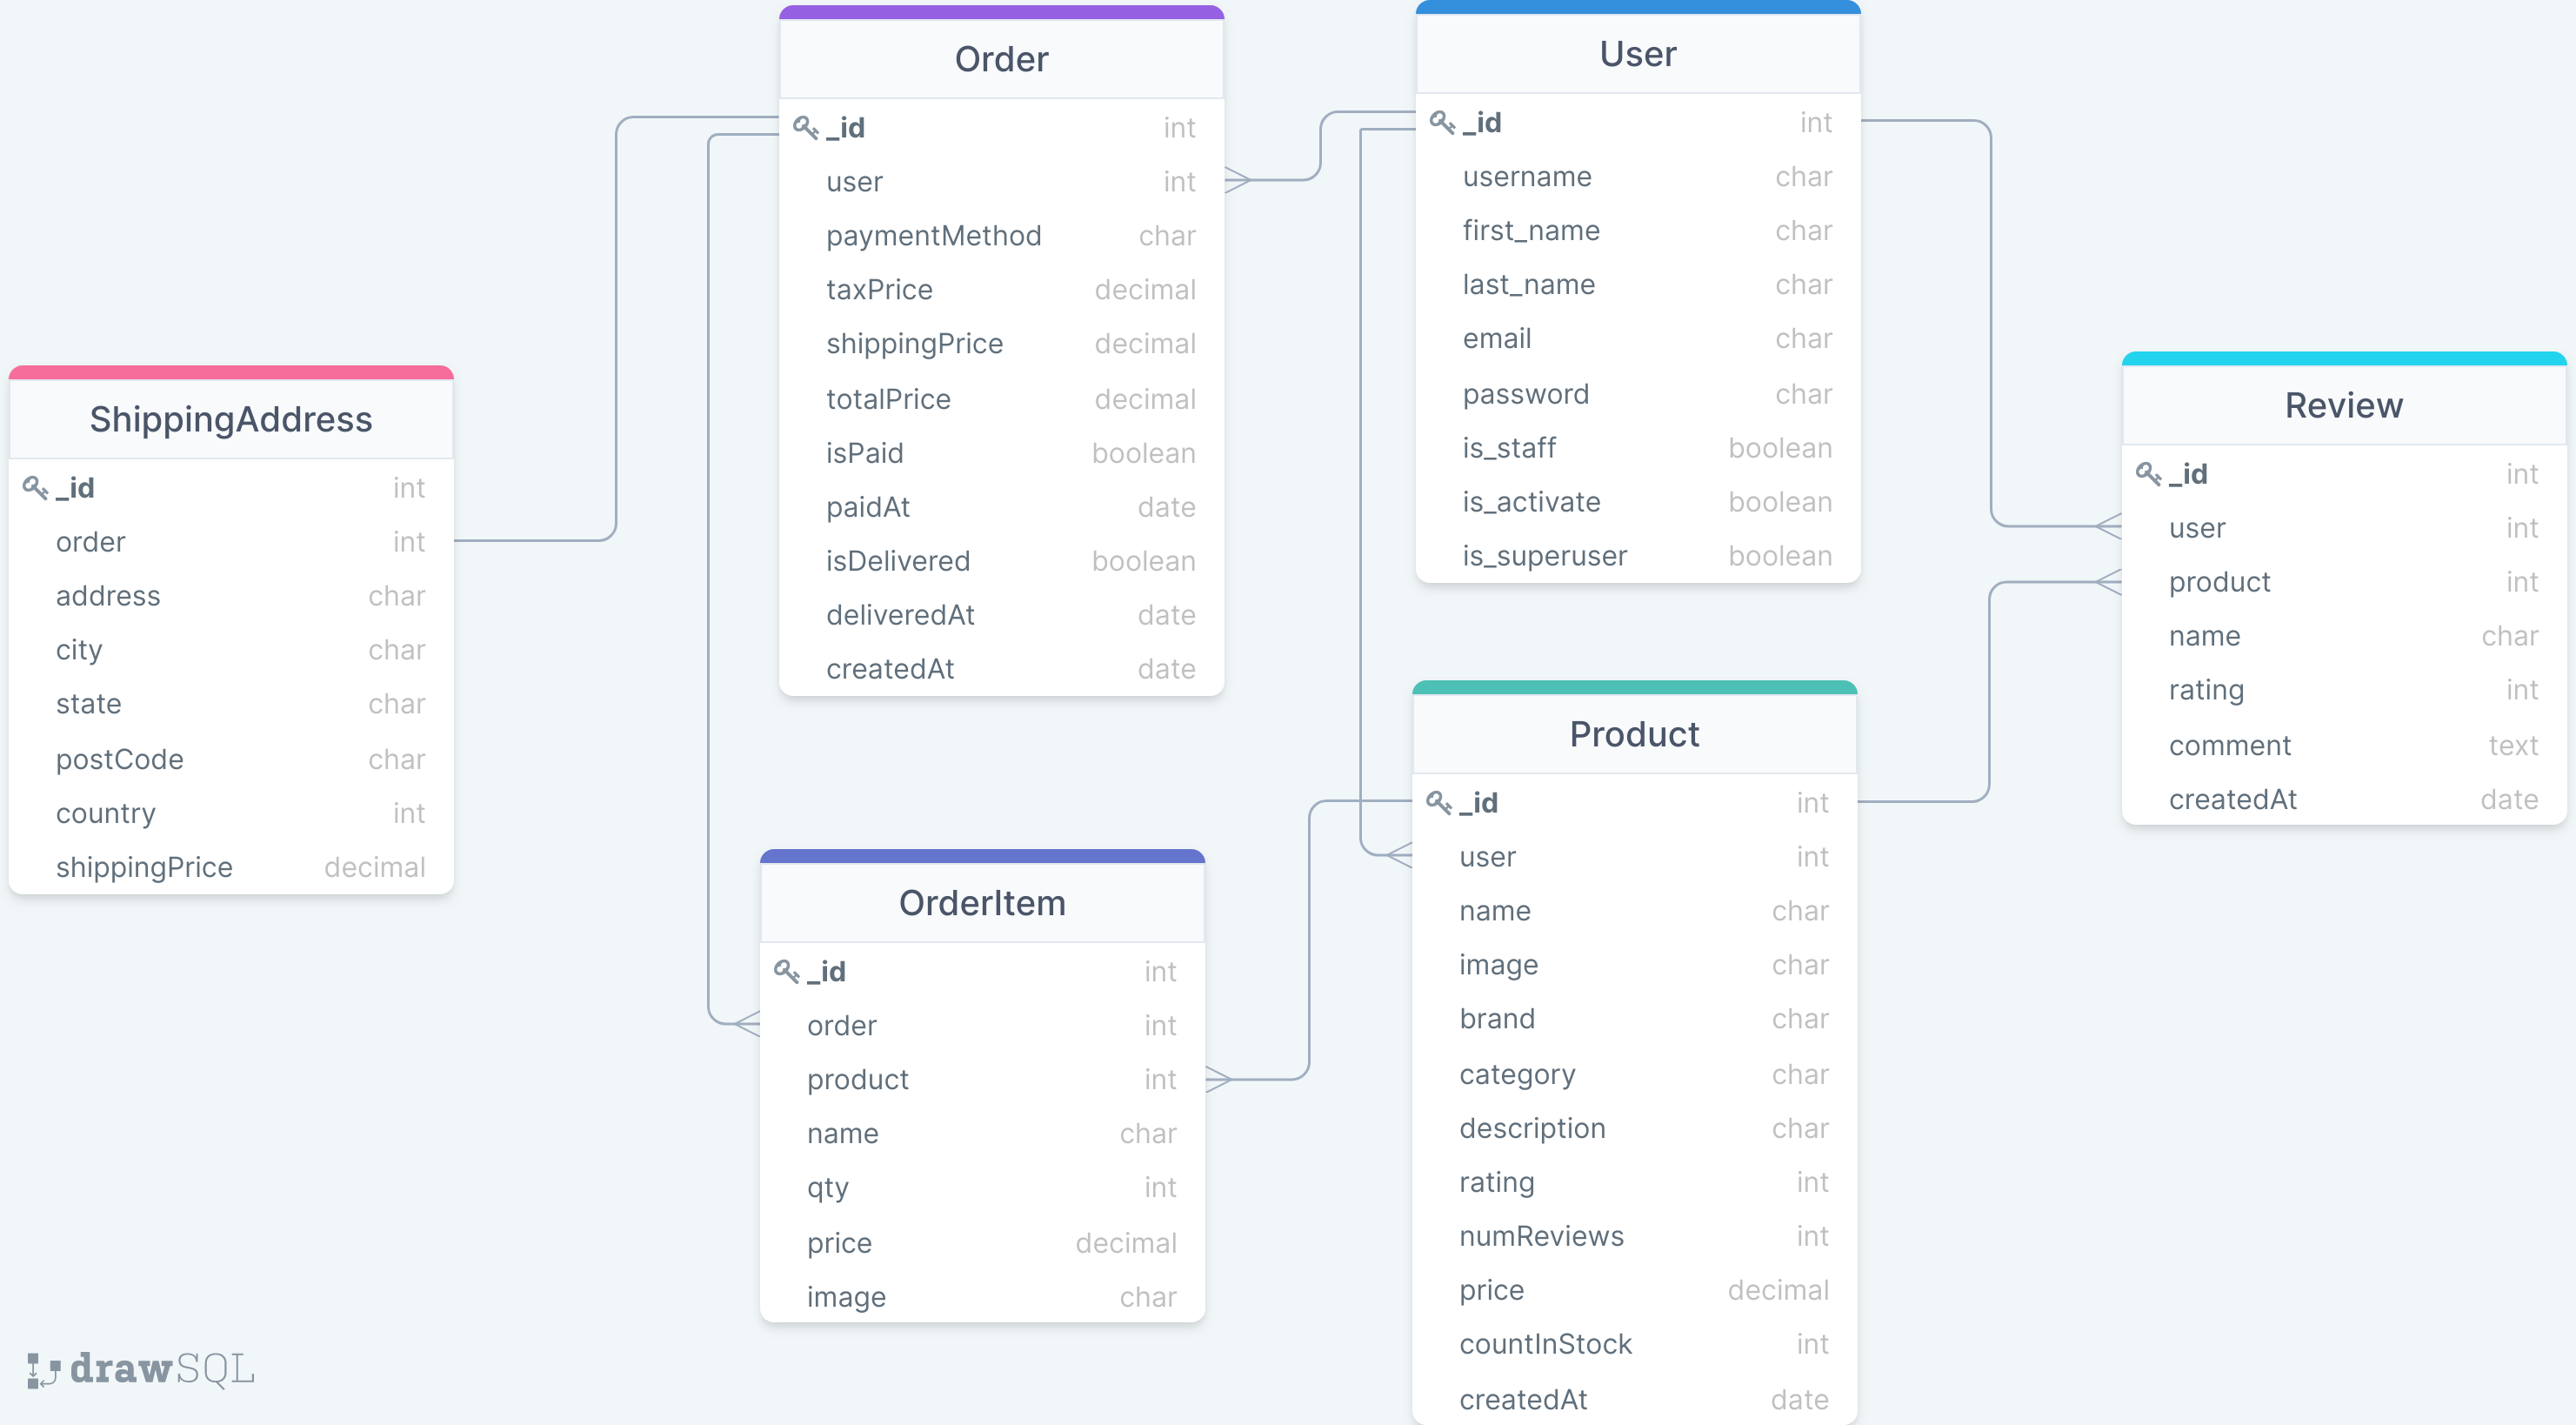 Order
_id int
user int
paymentMethod char
taxPrice decimal
shippingPrice decimal
totalPrice decimal
isPaid boolean
paidAt date
isDelivered boolean
deliveredAt date
createdAt date
User
_id int
username char
first_name char
last_name char
email char
password char
is_staff boolean
is_activate boolean
is_superuser boolean
ShippingAddress
_id int
order int
address char
city char
state char
postCode char
country int
shippingPrice decimal
Review
_id int
user int
product int
name char
rating int
comment text
createdAt date
OrderItem
_id int
order int
product int
name char
qty int
price decimal
image char
Product
_id int
user int
name char
image char
brand char
category char
description char
rating int
numReviews int
price decimal
countInStock int
createdAt date
drawSQL